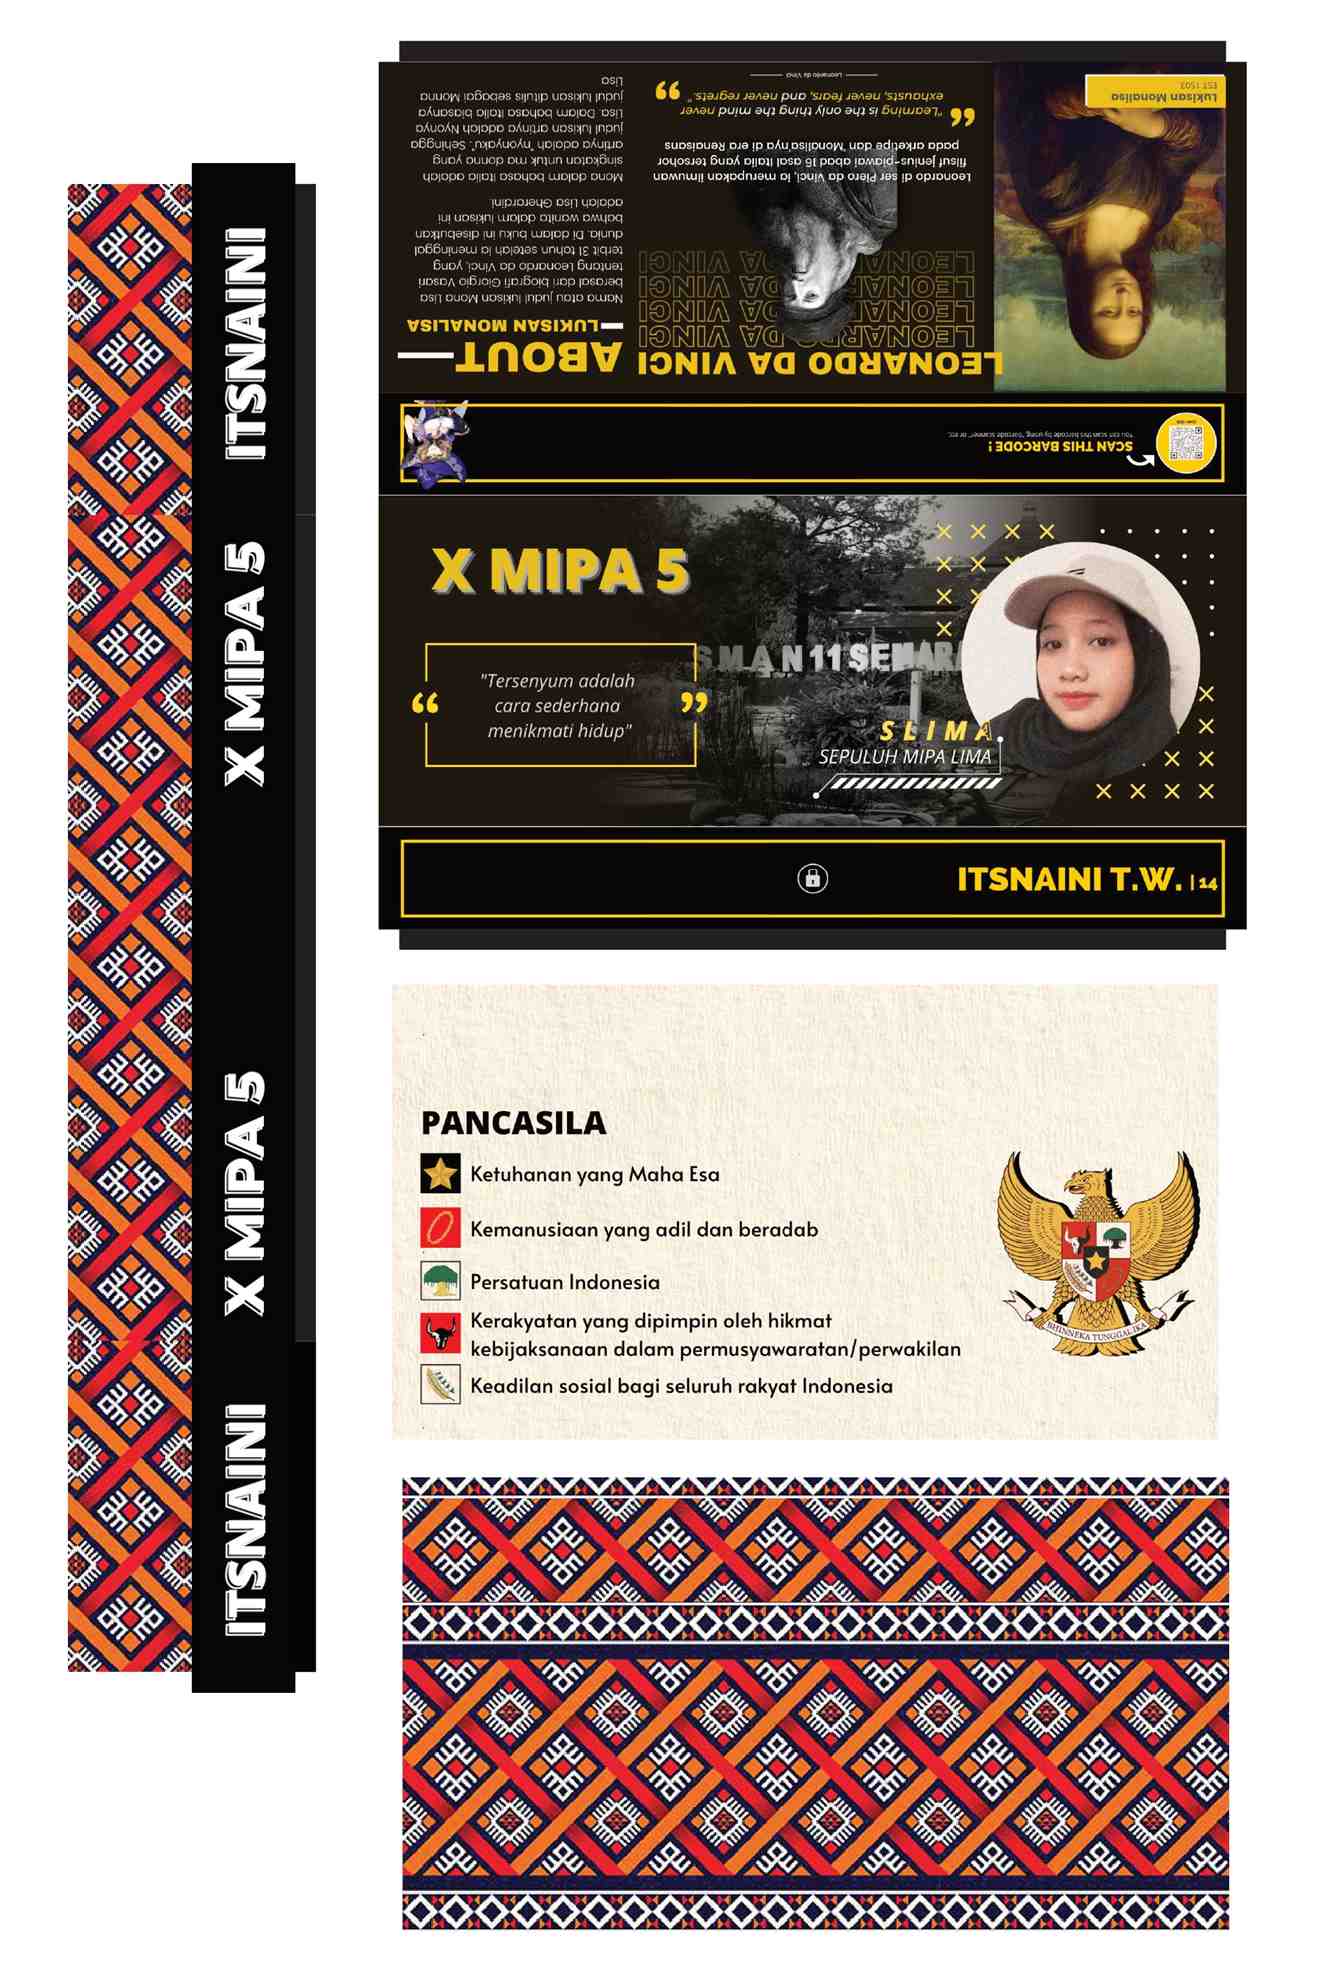 ITSNAINI
X MIPA 5
X MIPA 5
ITSNAINI
LEONARDO DA VINCI
LEONARDO DA VINCI
LEONARDO DA VINCI
LEONARDO DA VINCI
LEONARDO DA VINCI
Leonardo di ser Piero da vinci, ia merupakan ilmuwan
filsuf jenius-piawai abad 16 asal Italia yang tersohor
pada arketipe dan "Monalisa"nya di era Renaisans
"Learning is the only thing the mind never
exhausts, never fears, and never regrets."
Leonardo da Vinci
ABOUT
LUKISAN MONALISA
Nama atau judul lukisan Mona Lisa
berasal dari biografi Giorgio Vasari
tentang Leonardo da Vinci, yang
terbit 31 tahun setelah ia meninggal
dunia. Di dalam buku ini disebutkan
bahwa wanita dalam lukisan ini
adalah Lisa Gherardini.
Mona dalam bahasa Italia adalah
singkatan untuk ma donna yang
artinya adalah "nyonyaku". Sehingga
judul lukisan artinya adalah Nyonya
Lisa. Dalam bahasa Italia biasanya
judul lukisan ditulis sebagai Monna
Lisa
Lukisan Monalisa
EST 1503
SCAN THIS BARCODE !
You can scan this barcode by using "barcode scanner" or etc.
X MIPA 5
"Tersenyum adalah
cara sederhana
menikmati hidup"
SMAN 11 SEMARA
SLIMA
SEPULUH MIPA LIMA
ITSNAINI T.W. | 14
PANCASILA
Ketuhanan yang Maha Esa
Kemanusiaan yang adil dan beradab
Persatuan Indonesia
Kerakyatan yang dipimpin oleh hikmat
kebijaksanaan dalam permusyawaratan/perwakilan
Keadilan sosial bagi seluruh rakyat Indonesia
BHINNEKA TUNGGAL IKA